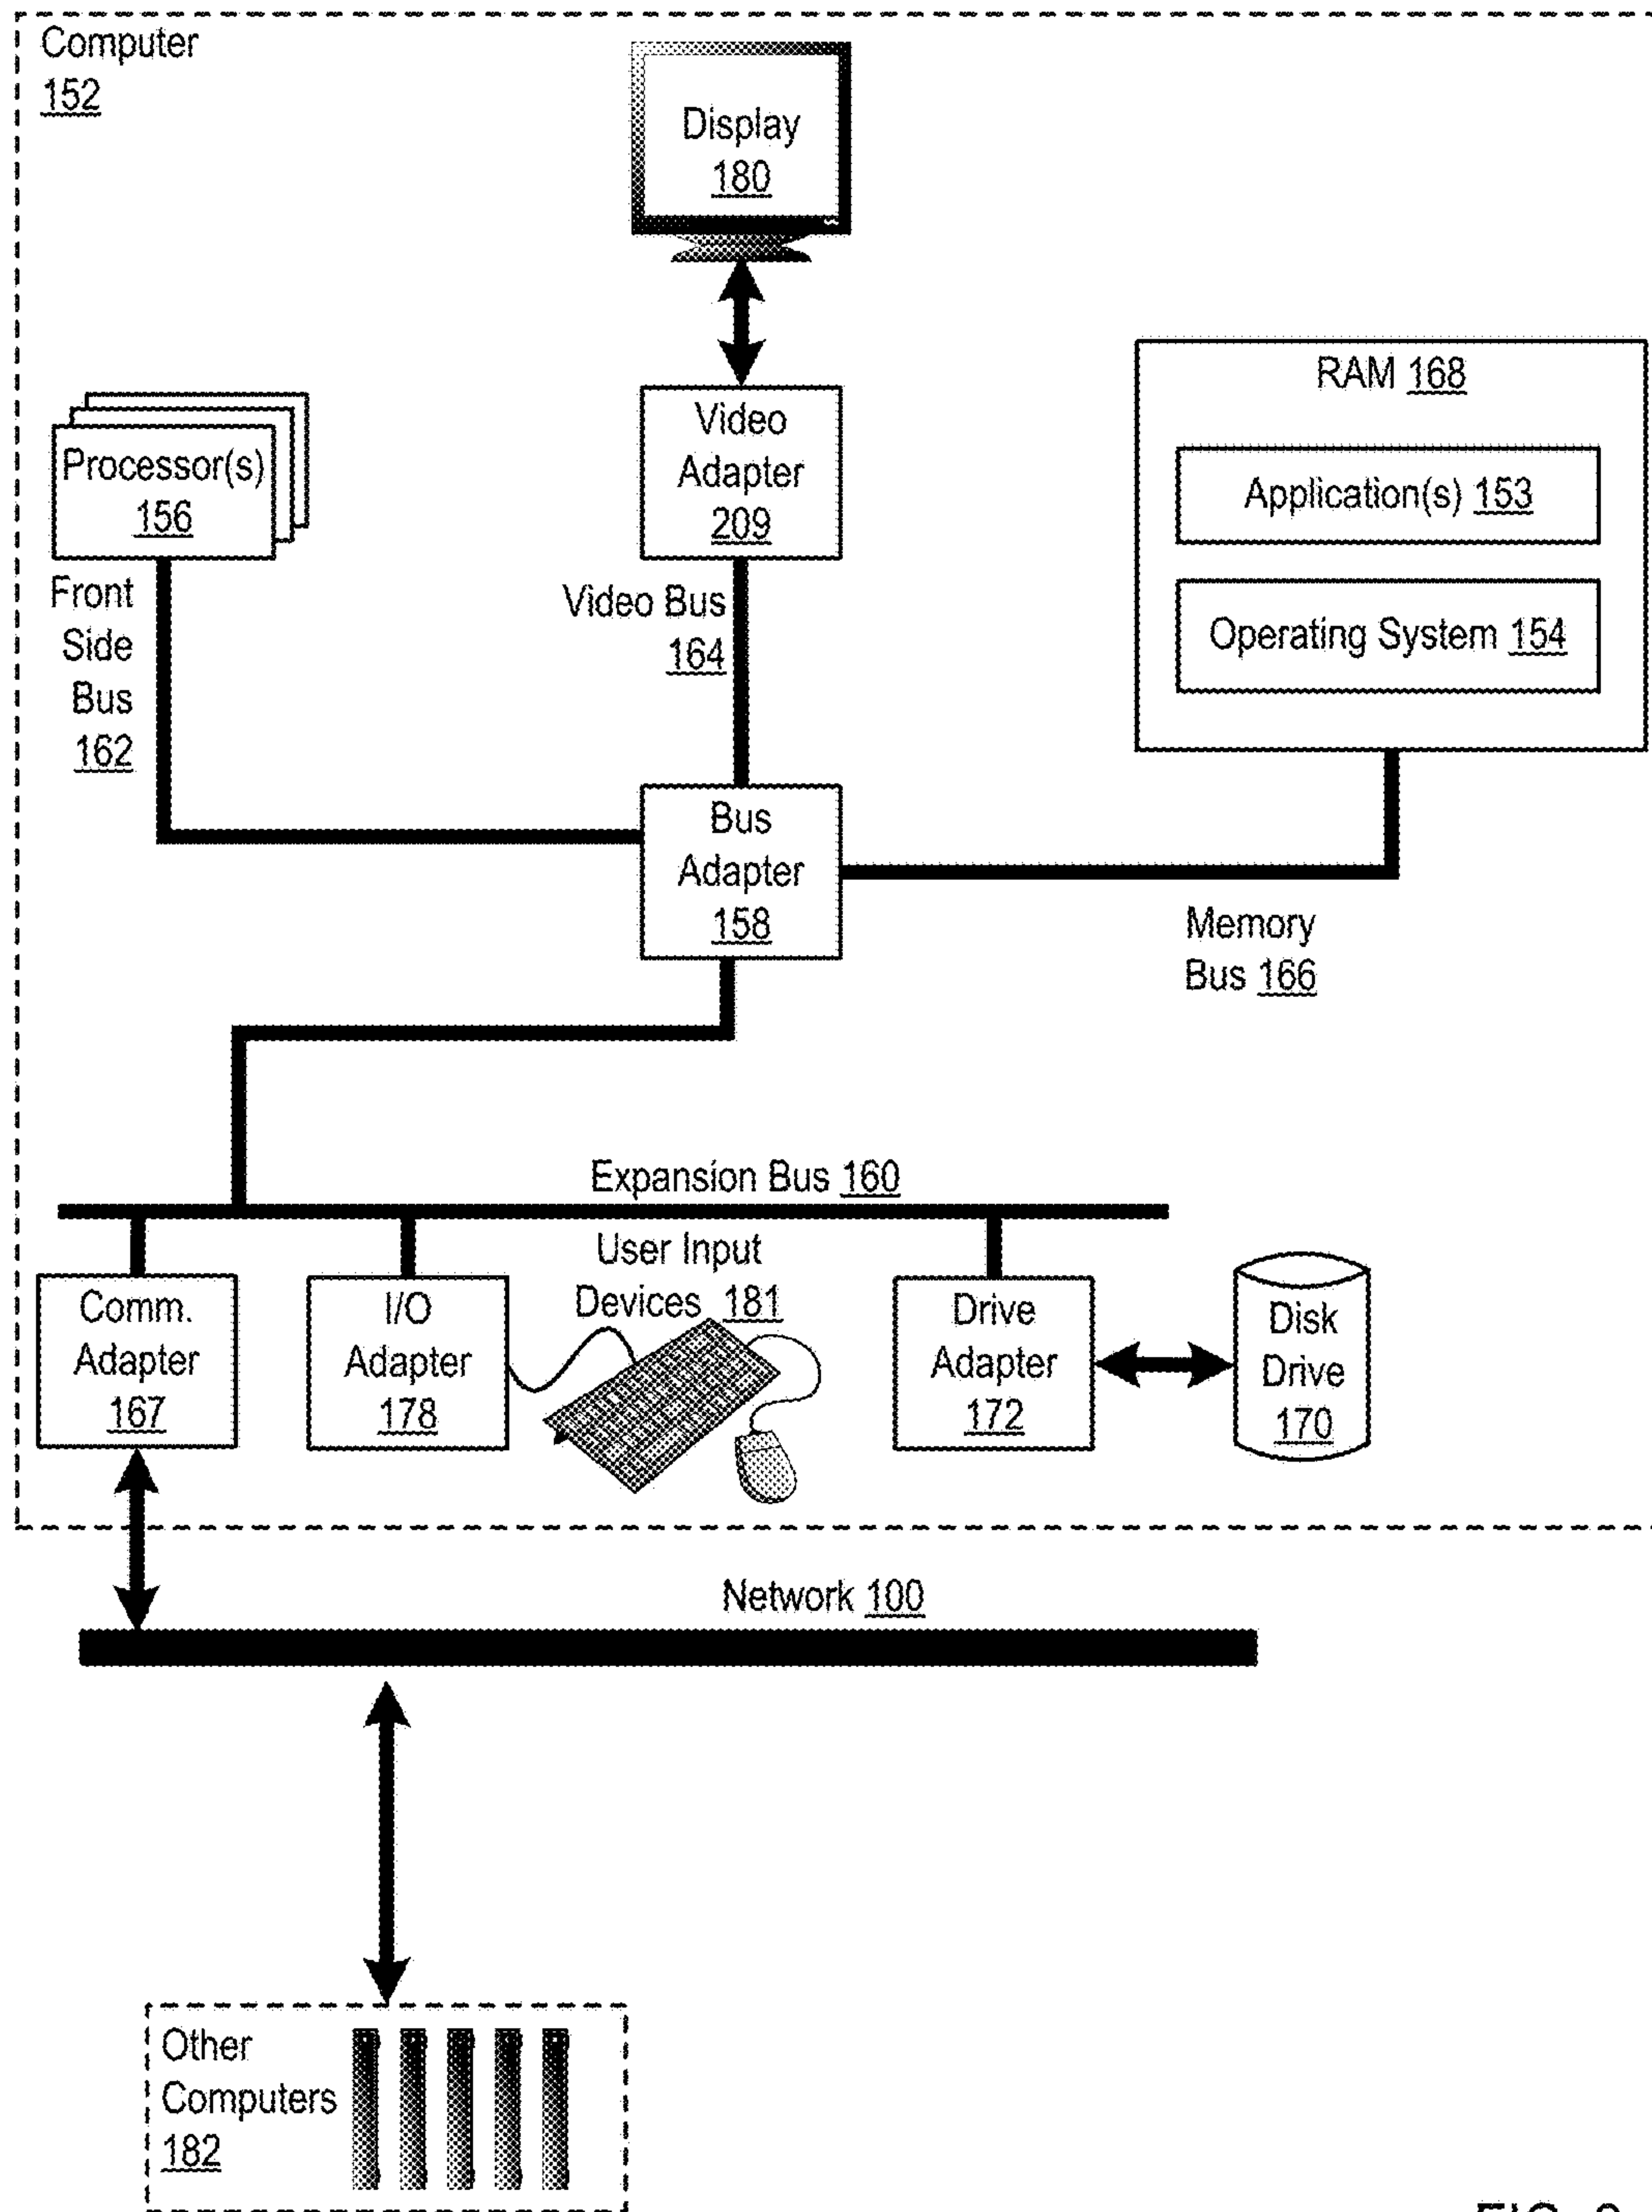 Computer
152
Display
180
Video
Adapter
209
RAM 168
Application(s) 153
Operating System 154
Processor(s)
156
Front
Side
Bus
162
Video Bus
164
Bus
Adapter
158
Memory
Bus 166
Expansion Bus 160
User Input
Devices 181
Comm.
Adapter
167
I/O
Adapter
178
Drive
Adapter
172
Disk
Drive
170
Network 100
Other
Computers
182
FIG.